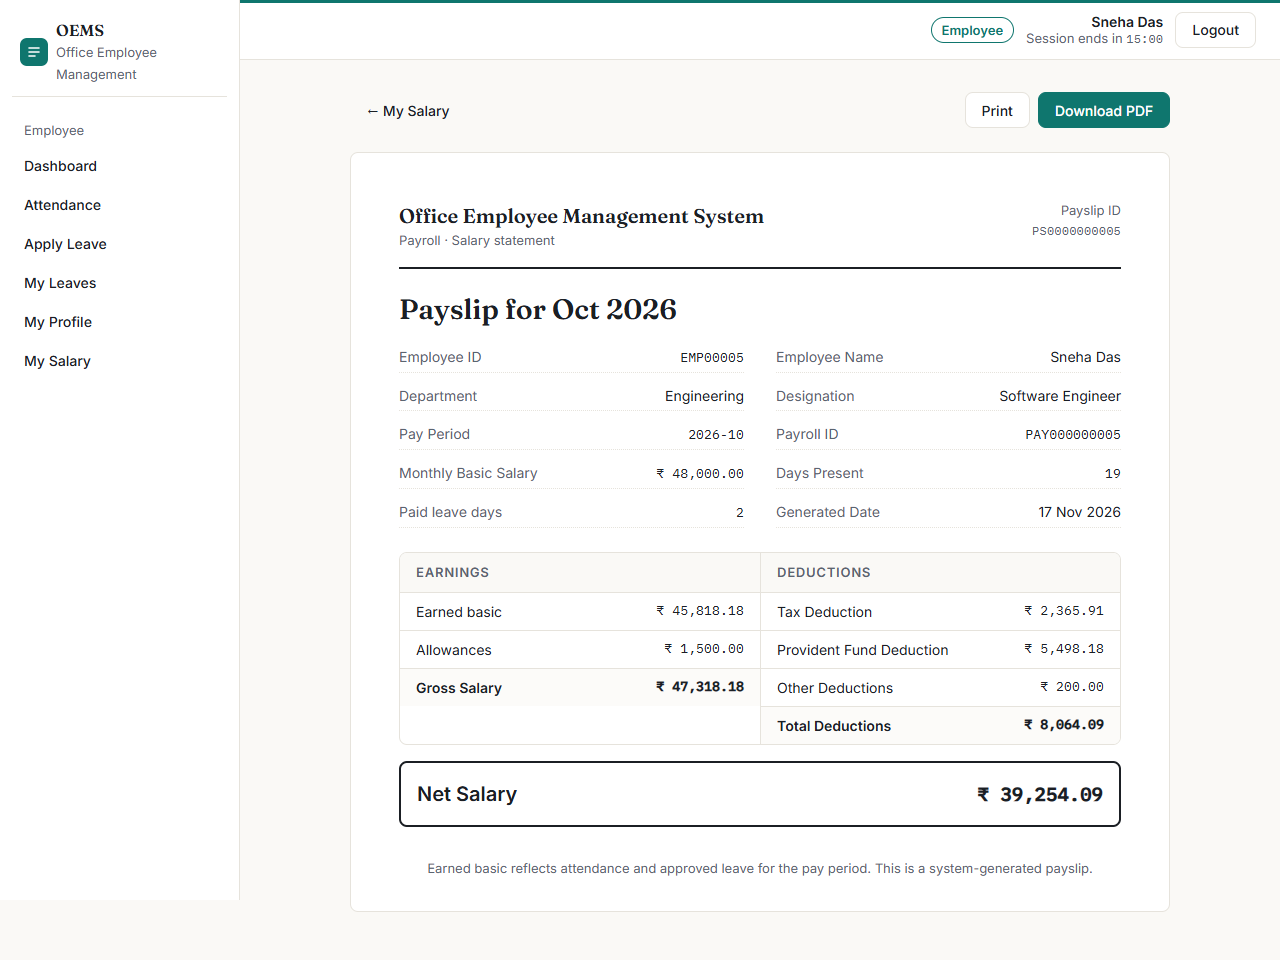 OEMS
Office Employee
Management
Employee
Dashboard
Attendance
Apply Leave
My Leaves
My Profile
My Salary
Employee
Sneha Das
Session ends in 15:00
Logout
← My Salary
Print
Download PDF
Office Employee Management System
Payroll · Salary statement
Payslip ID
PS0000000005
Payslip for Oct 2026
Employee ID EMP00005
Employee Name Sneha Das
Department Engineering
Designation Software Engineer
Pay Period 2026-10
Payroll ID PAY000000005
Monthly Basic Salary ₹ 48,000.00
Days Present 19
Paid leave days 2
Generated Date 17 Nov 2026
EARNINGS
Earned basic ₹ 45,818.18
Allowances ₹ 1,500.00
Gross Salary ₹ 47,318.18
DEDUCTIONS
Tax Deduction ₹ 2,365.91
Provident Fund Deduction ₹ 5,498.18
Other Deductions ₹ 200.00
Total Deductions ₹ 8,064.09
Net Salary ₹ 39,254.09
Earned basic reflects attendance and approved leave for the pay period. This is a system-generated payslip.